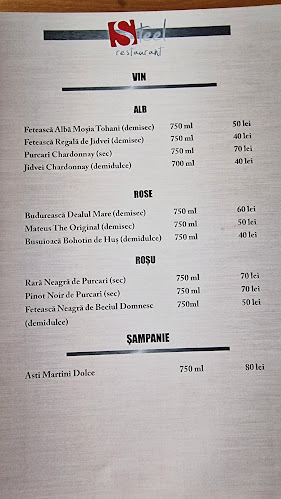 Steel
restaurant
VIN
ALB
Fetească Albă Moșia Tohani (demisec) 750 ml 50 lei
Fetească Regală de Jidvei (demisec) 750 ml 40 lei
Purcari Chardonnay (sec) 750 ml 70 lei
Jidvei Chardonnay (demidulce) 700 ml 40 lei
ROSE
Budurească Dealul Mare (demisec) 750 ml 60 lei
Mateus The Original (demisec) 750 ml 50 lei
Busuioacă Bohotin de Huș (demidulce) 750 ml 40 lei
ROȘU
Rară Neagră de Purcari (sec) 750 ml 70 lei
Pinot Noir de Purcari (sec) 750 ml 70 lei
Fetească Neagră de Beciul Domnesc 750ml 50 lei
(demidulce)
ȘAMPANIE
Asti Martini Dolce 750 ml 80 lei